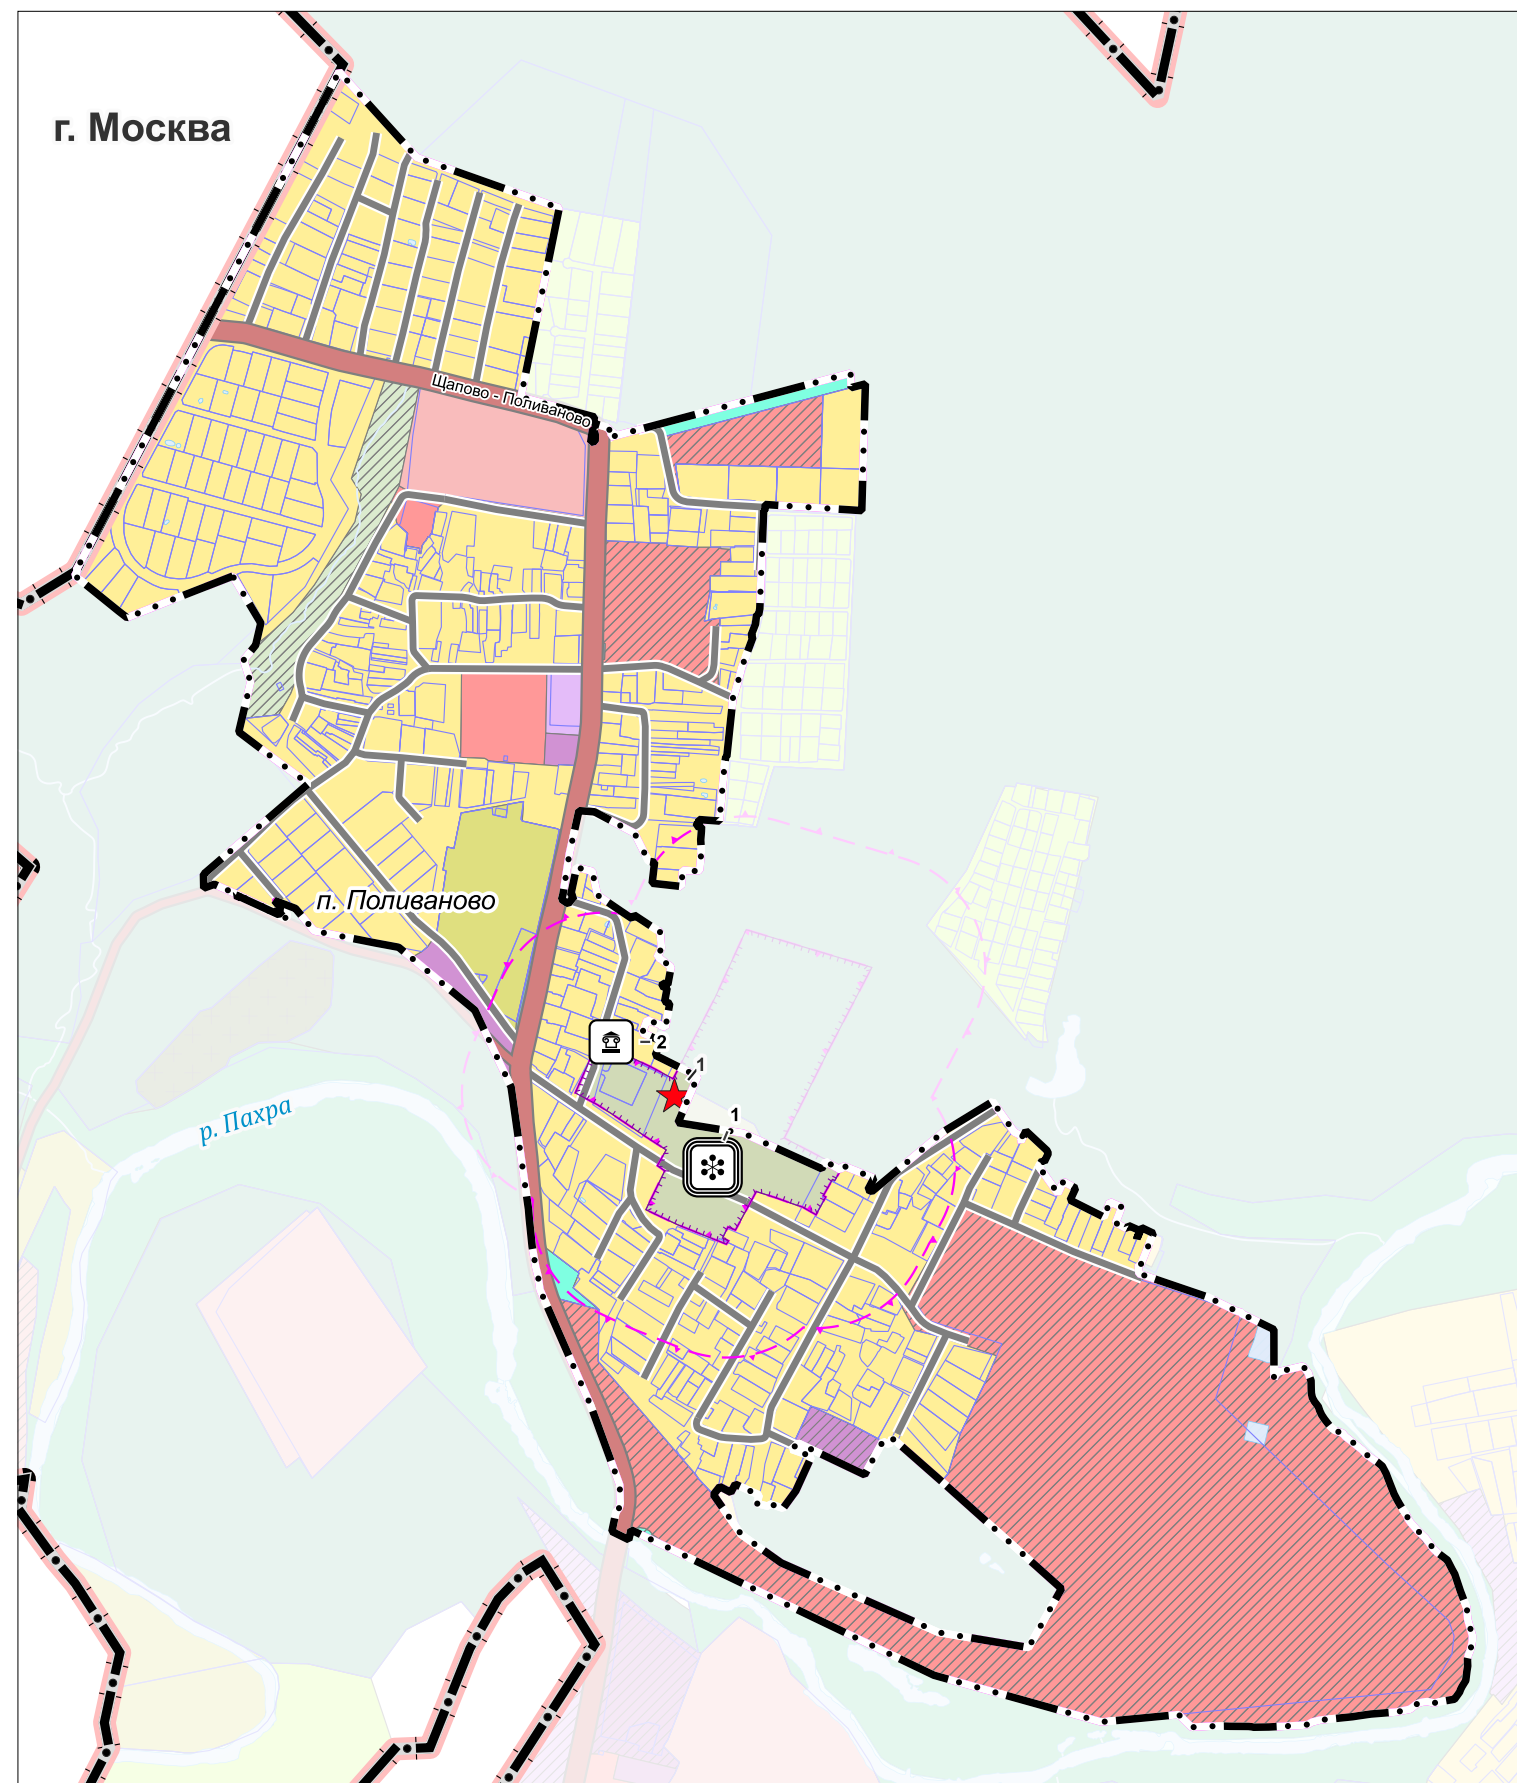 г. Москва
Щапово - Поливаново
п. Поливаново
2
1
1
р. Пахра